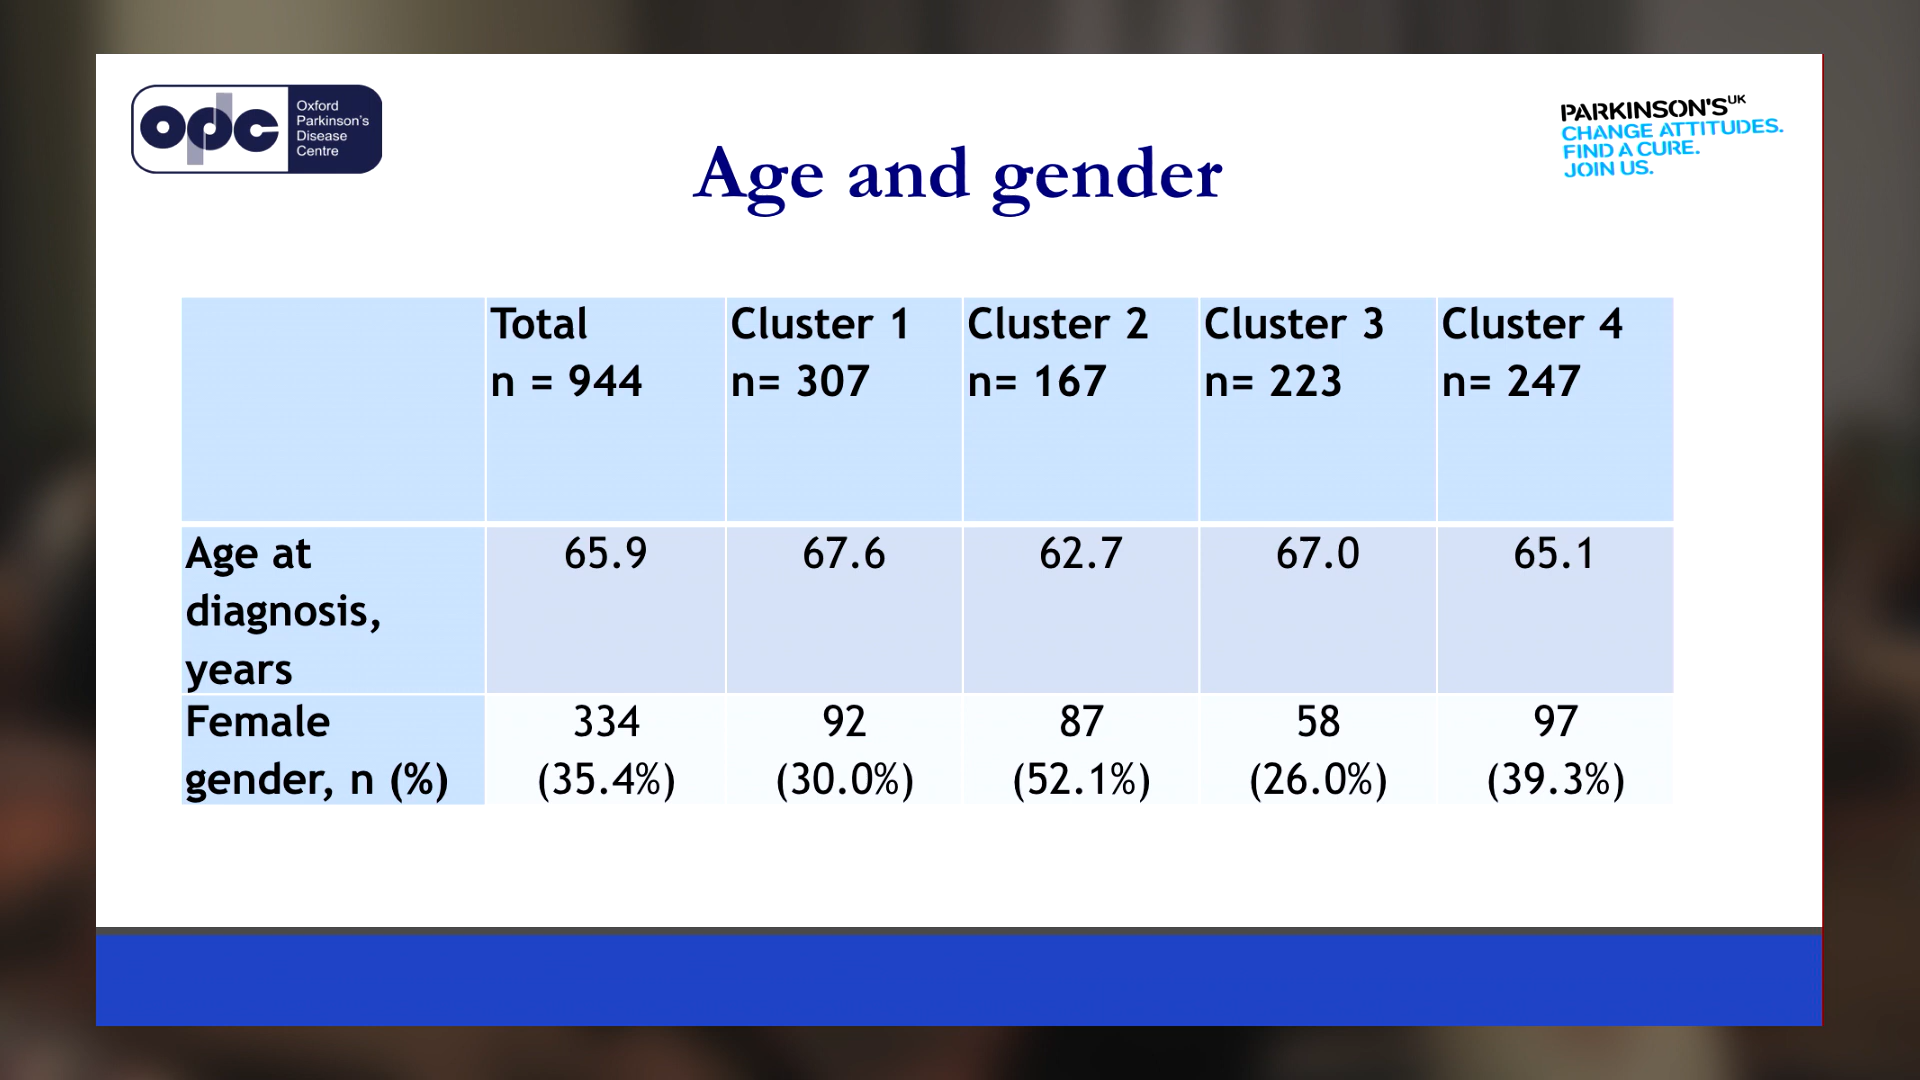 odc
Oxford
Parkinson's
Disease
Centre
PARKINSON'S UK
CHANGE ATTITUDES.
FIND A CURE.
JOIN US.
Age and gender
Total
n = 944
Cluster 1
n= 307
Cluster 2
n= 167
Cluster 3
n= 223
Cluster 4
n= 247
Age at
diagnosis,
years
65.9
67.6
62.7
67.0
65.1
Female
gender, n (%)
334
(35.4%)
92
(30.0%)
87
(52.1%)
58
(26.0%)
97
(39.3%)